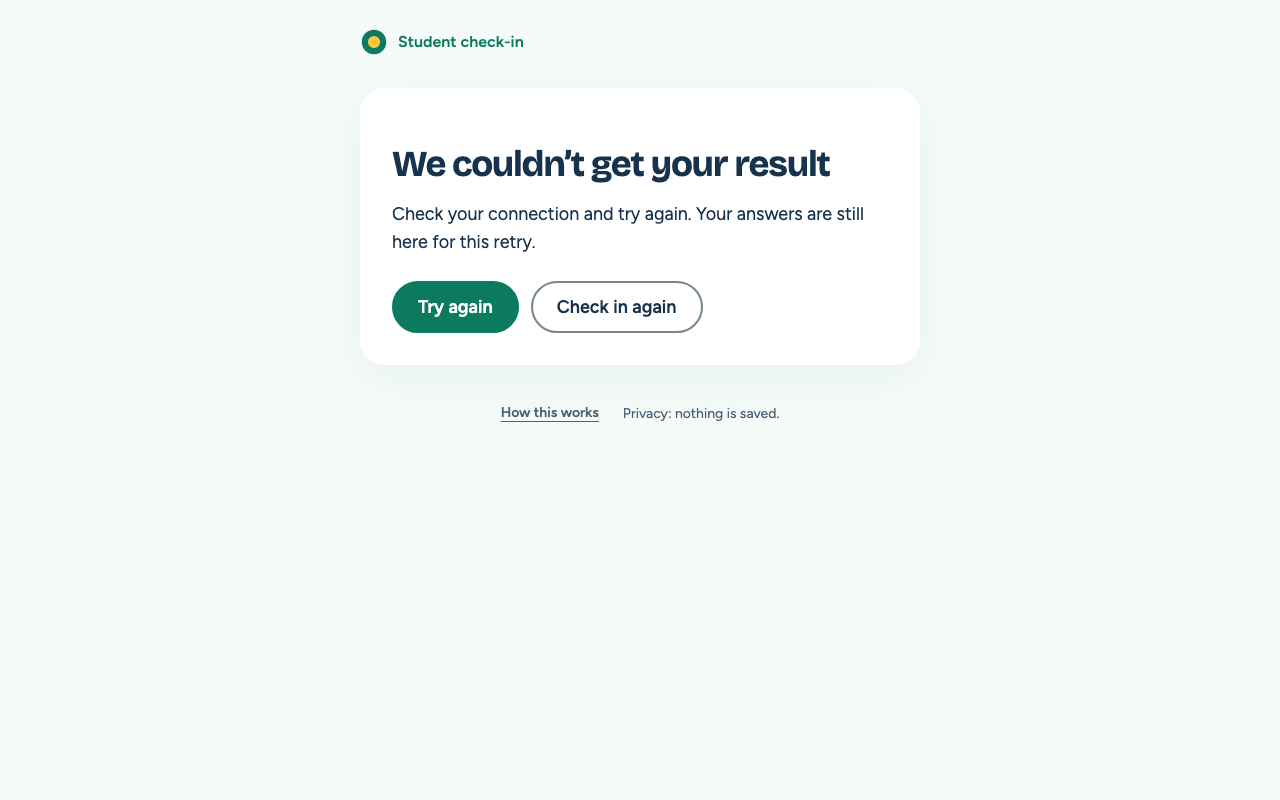 Student check-in
We couldn’t get your result
Check your connection and try again. Your answers are still
here for this retry.
Try again
Check in again
How this works
Privacy: nothing is saved.